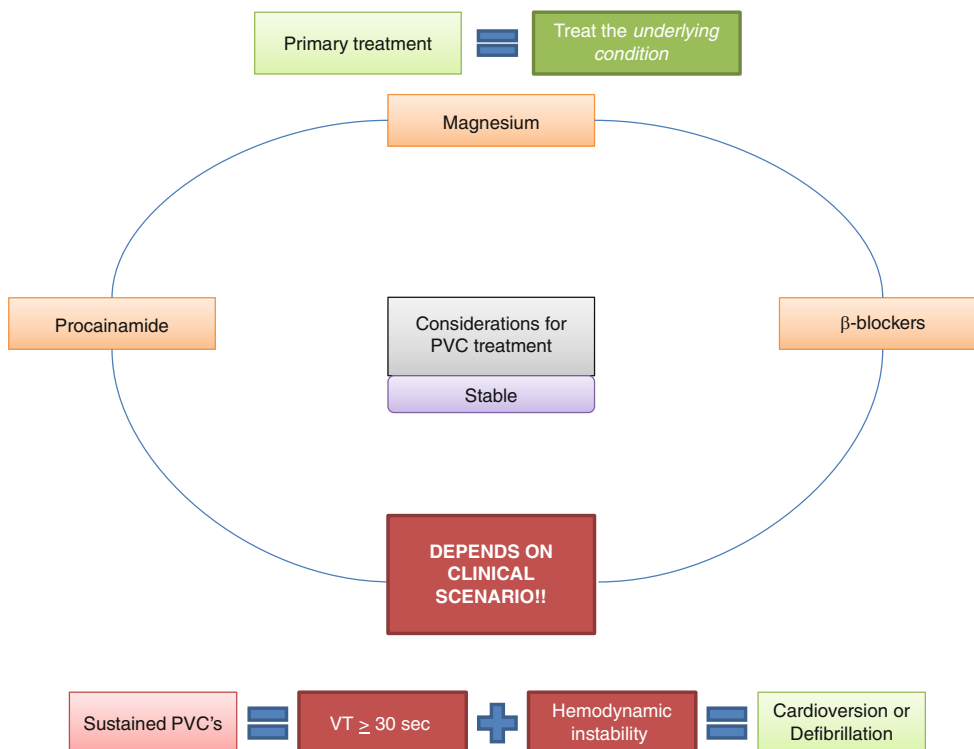 Primary treatment
Treat the underlying
condition
Magnesium
Procainamide
Considerations for
PVC treatment
β-blockers
Stable
DEPENDS ON
CLINICAL
SCENARIO!!
Sustained PVC's
VT ≥ 30 sec
Hemodynamic
instability
Cardioversion or
Defibrillation